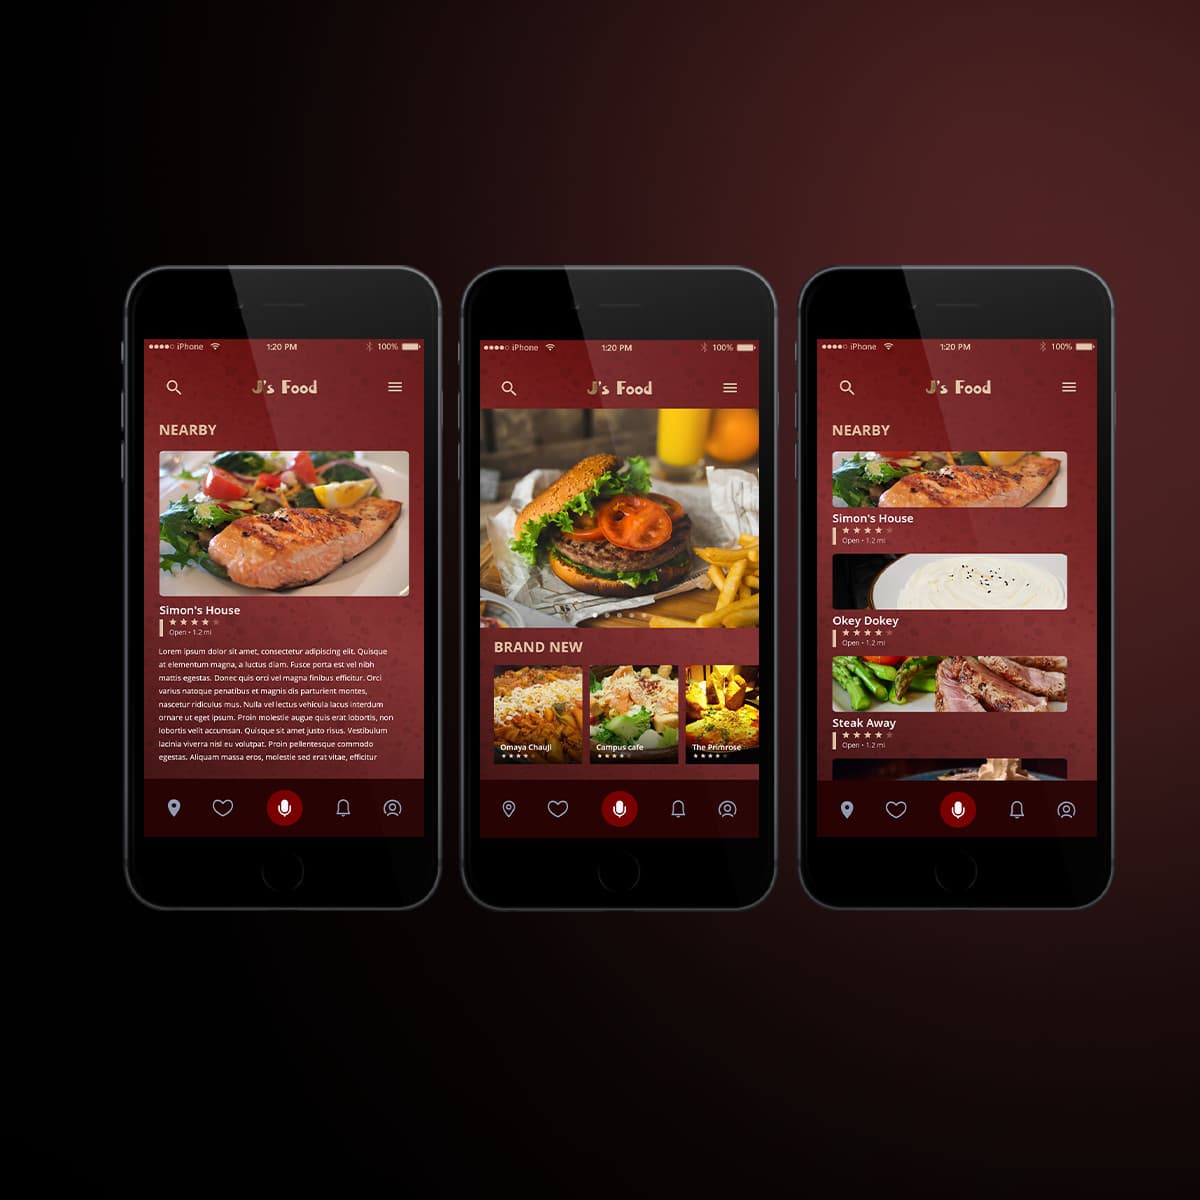 iPhone 1:20 PM 100%
J's Food
NEARBY
Simon's House
Open • 1.2 mi
Lorem ipsum dolor sit amet, consectetur adipiscing elit. Quisque
at elementum magna, a luctus diam. Fusce porta est vel nibh
mattis egestas. Donec quis orci vel magna finibus efficitur. Orci
varius natoque penatibus et magnis dis parturient montes,
nascetur ridiculus mus. Nulla vel lectus vehicula lacus interdum
ornare ut eget ipsum. Proin molestie augue quis erat lobortis, non
lobortis velit accumsan. Quisque sit amet justo risus. Vestibulum
lacinia viverra nisl eu volutpat. Proin pellentesque commodo
egestas. Aliquam massa eros, molestie sed erat vitae, efficitur
iPhone 1:20 PM 100%
J's Food
BRAND NEW
Omaya Chauji
Campus cafe
The Primrose
iPhone 1:20 PM 100%
J's Food
NEARBY
Simon's House
Open • 1.2 mi
Okey Dokey
Open • 1.2 mi
Steak Away
Open • 1.2 mi